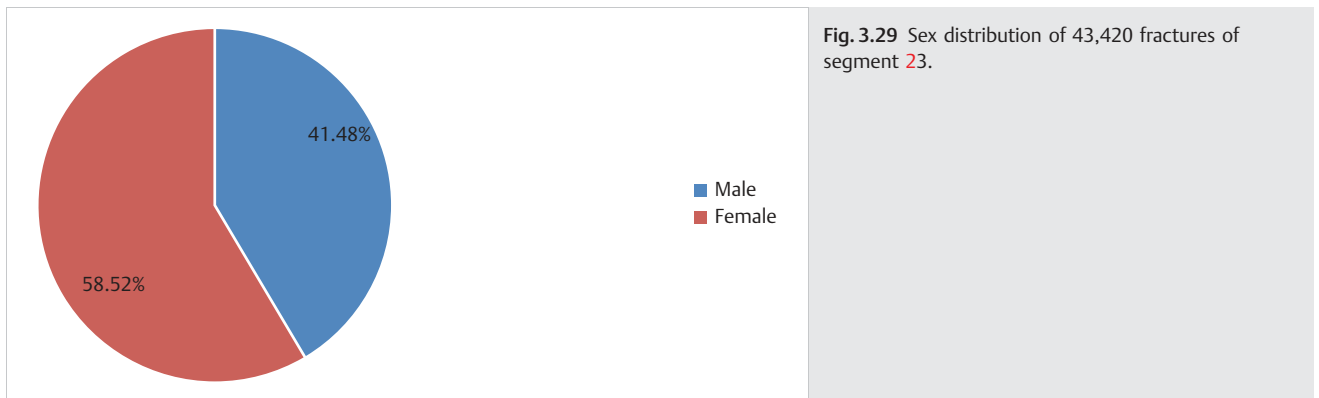 41.48%
58.52%
Male
Female
Fig. 3.29 Sex distribution of 43,420 fractures of
segment 23.